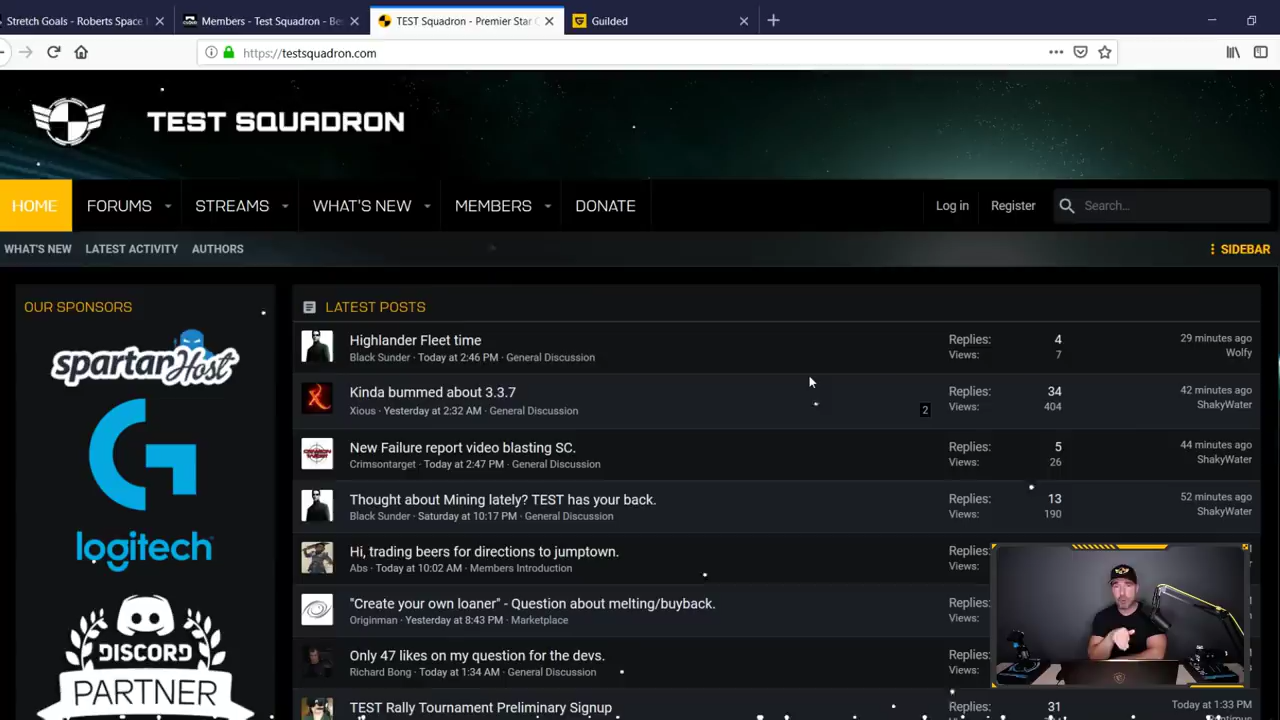 Stretch Goals - Roberts Space
Members - Test Squadron - Be
TEST Squadron - Premier Star C
Guilded
https://testsquadron.com
TEST SQUADRON
HOME
FORUMS
STREAMS
WHAT'S NEW
MEMBERS
DONATE
Log in
Register
Search...
WHAT'S NEW
LATEST ACTIVITY
AUTHORS
SIDEBAR
OUR SPONSORS
spartanHost
G
logitech
DISCORD
PARTNER
LATEST POSTS
Highlander Fleet time
Black Sunder · Today at 2:46 PM · General Discussion
Replies: 4
Views: 7
29 minutes ago
Wolfy
Kinda bummed about 3.3.7
Xious · Yesterday at 2:32 AM · General Discussion
2
Replies: 34
Views: 404
42 minutes ago
ShakyWater
New Failure report video blasting SC.
Crimsontarget · Today at 2:47 PM · General Discussion
Replies: 5
Views: 26
44 minutes ago
ShakyWater
Thought about Mining lately? TEST has your back.
Black Sunder · Saturday at 10:17 PM · General Discussion
Replies: 13
Views: 190
52 minutes ago
ShakyWater
Hi, trading beers for directions to jumptown.
Abs · Today at 10:02 AM · Members Introduction
Replies:
Views:
"Create your own loaner" - Question about melting/buyback.
Originman · Yesterday at 8:43 PM · Marketplace
Replies:
Views:
Only 47 likes on my question for the devs.
Richard Bong · Today at 1:34 AM · General Discussion
Replies:
Views:
TEST Rally Tournament Preliminary Signup
Replies: 31
Today at 1:33 PM